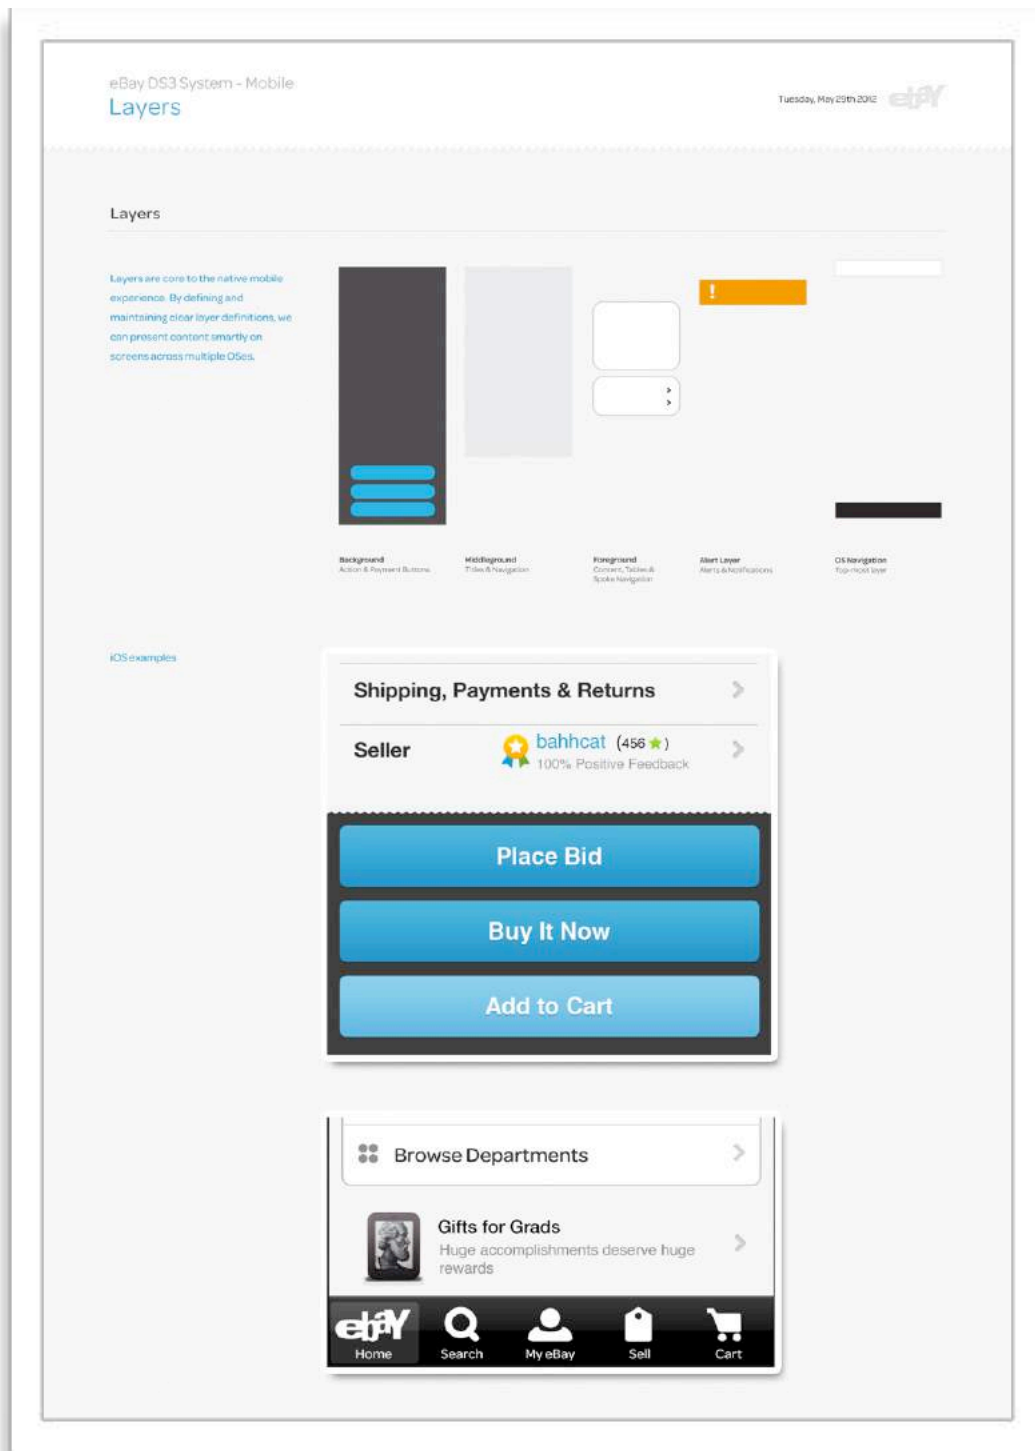 eBay DS3 System - Mobile
Layers
Tuesday, May 29th 2012
ebay
Layers
Layers are core to the native mobile
experience. By defining and
maintaining clear layer definitions, we
can present content smartly on
screens across multiple OSes.
!
Background
Action & Payment Buttons
Middleground
Titles & Navigation
Foreground
Content, Tables &
Spoke Navigation
Alert Layer
Alerts & Notifications
OS Navigation
Top-most layer
iOS examples
Shipping, Payments & Returns
Seller
bahhcat (456 ★)
100% Positive Feedback
Place Bid
Buy It Now
Add to Cart
Browse Departments
Gifts for Grads
Huge accomplishments deserve huge
rewards
ebay
Home
Search
My eBay
Sell
Cart